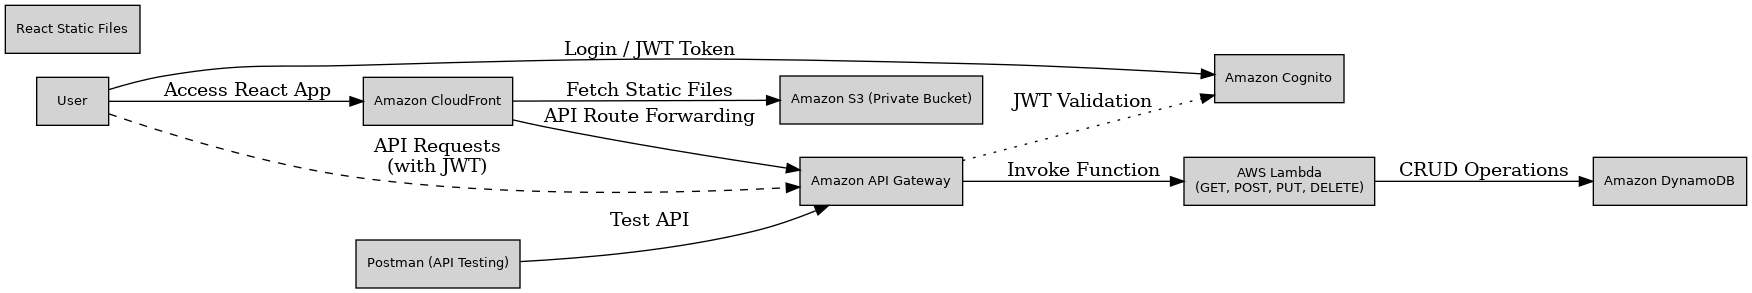 React Static Files
Login / JWT Token
Amazon Cognito
User
Access React App
Amazon CloudFront
Fetch Static Files
Amazon S3 (Private Bucket)
JWT Validation
API Route Forwarding
API Requests
(with JWT)
Amazon API Gateway
Invoke Function
AWS Lambda
(GET, POST, PUT, DELETE)
CRUD Operations
Amazon DynamoDB
Test API
Postman (API Testing)